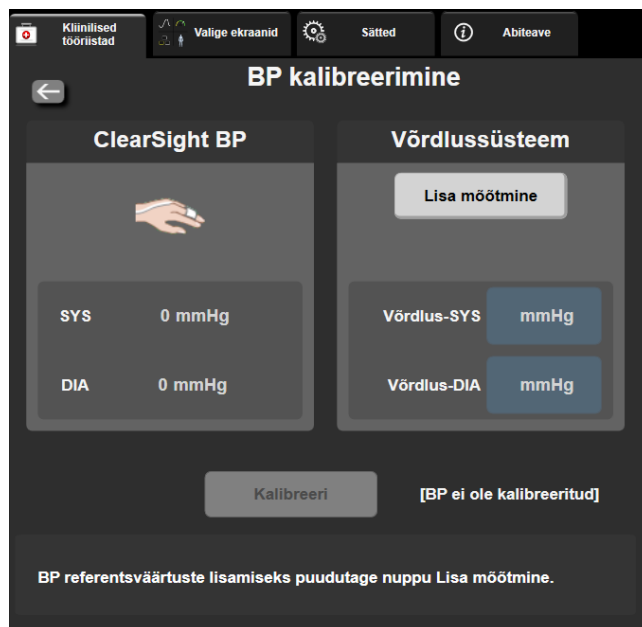 Kliinilised
tööriistad
Valige ekraanid
Sätted
Abiteave
BP kalibreerimine
ClearSight BP
Võrdlussüsteem
Lisa mõõtmine
SYS 0 mmHg
Võrdlus-SYS mmHg
DIA 0 mmHg
Võrdlus-DIA mmHg
Kalibreeri
[BP ei ole kalibreeritud]
BP referentsväärtuste lisamiseks puudutage nuppu Lisa mõõtmine.